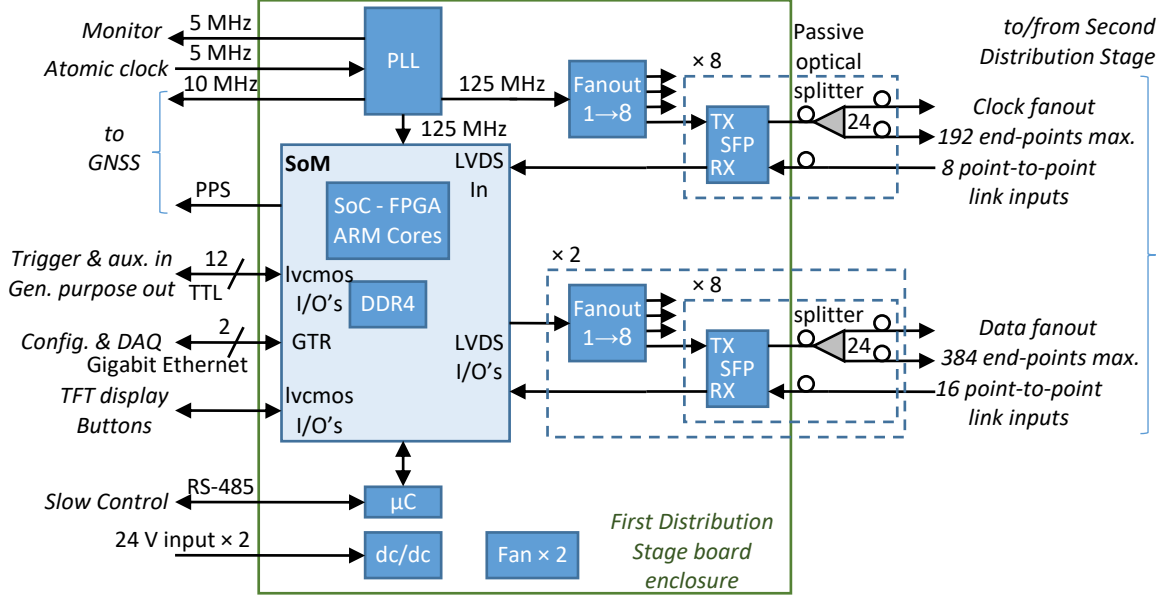 Monitor
5 MHz
Atomic clock
5 MHz
10 MHz
to
GNSS
PPS
PLL
125 MHz
125 MHz
Fanout
1→8
× 8
Passive
optical
splitter
to/from Second
Distribution Stage
TX
SFP
RX
24
Clock fanout
192 end-points max.
8 point-to-point
link inputs
SoM
LVDS
In
SoC - FPGA
ARM Cores
DDR4
Trigger & aux. in
Gen. purpose out
12
TTL
lvcmos
I/O's
Config. & DAQ
2
Gigabit Ethernet
GTR
TFT display
Buttons
lvcmos
I/O's
LVDS
I/O's
× 2
Fanout
1→8
× 8
splitter
TX
SFP
RX
24
Data fanout
384 end-points max.
16 point-to-point
link inputs
Slow Control
RS-485
µC
24 V input × 2
dc/dc
Fan × 2
First Distribution
Stage board
enclosure